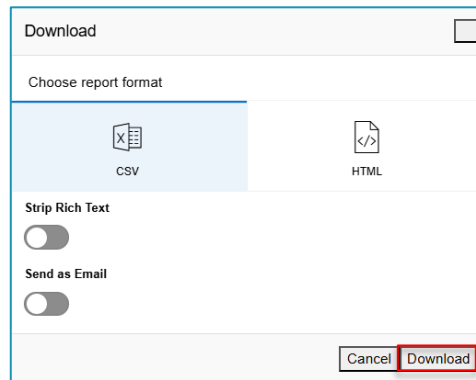 Download
Choose report format
CSV
HTML
Strip Rich Text
Send as Email
Cancel Download